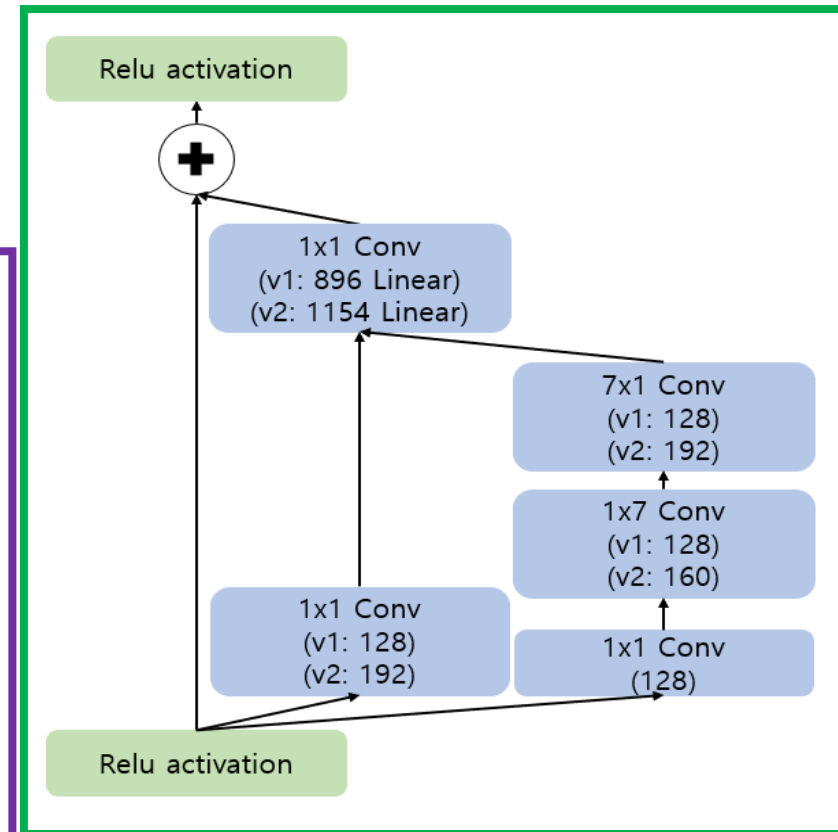 Relu activation
1x1 Conv
(v1: 896 Linear)
(v2: 1154 Linear)
7x1 Conv
(v1: 128)
(v2: 192)
1x7 Conv
(v1: 128)
(v2: 160)
1x1 Conv
(v1: 128)
(v2: 192)
1x1 Conv
(128)
Relu activation